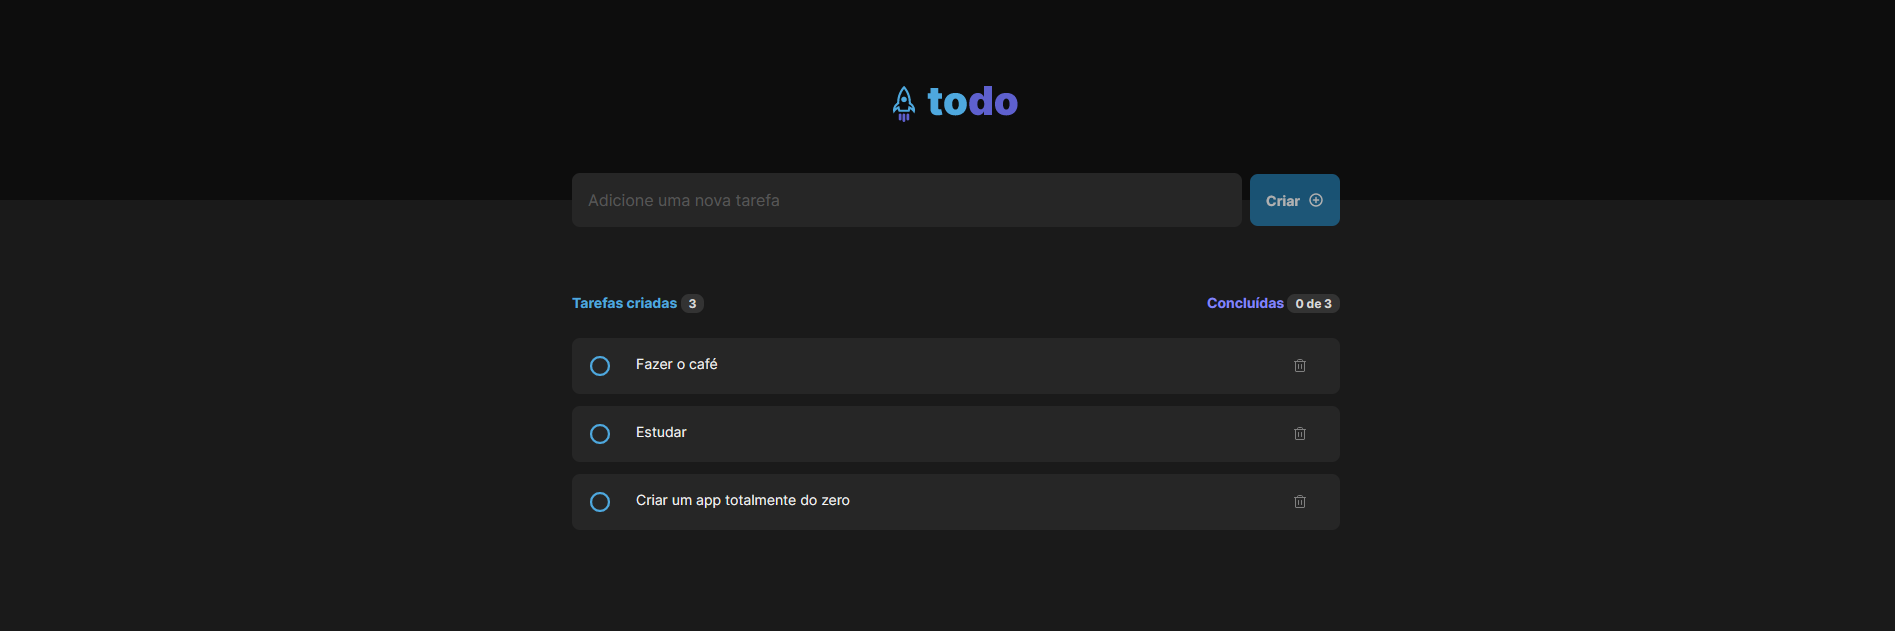 todo
Adicione uma nova tarefa
Criar
Tarefas criadas 3
Concluídas 0 de 3
Fazer o café
Estudar
Criar um app totalmente do zero